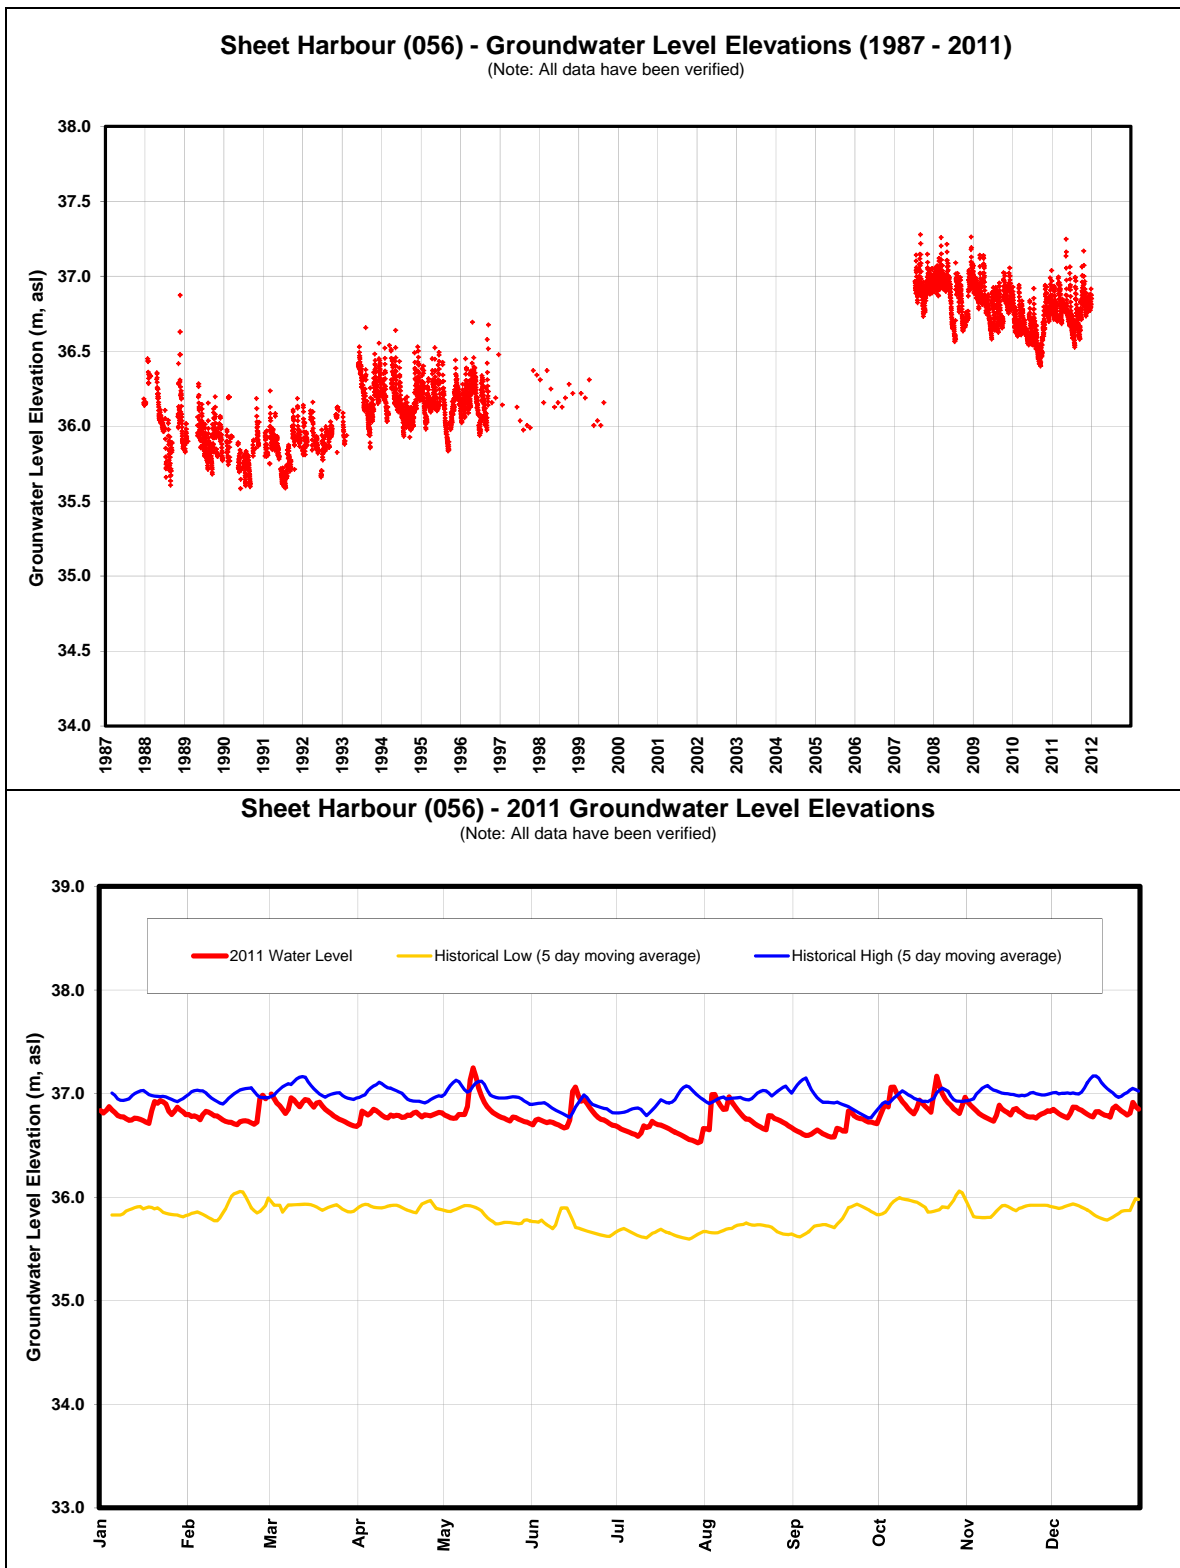 Sheet Harbour (056) - Groundwater Level Elevations (1987 - 2011)
(Note: All data have been verified)
Grounwater Level Elevation (m, asl)
38.0
37.5
37.0
36.5
36.0
35.5
35.0
34.5
34.0
1987
1988
1989
1990
1991
1992
1993
1994
1995
1996
1997
1998
1999
2000
2001
2002
2003
2004
2005
2006
2007
2008
2009
2010
2011
2012
Sheet Harbour (056) - 2011 Groundwater Level Elevations
(Note: All data have been verified)
Groundwater Level Elevation (m, asl)
39.0
38.0
37.0
36.0
35.0
34.0
33.0
2011 Water Level
Historical Low (5 day moving average)
Historical High (5 day moving average)
Jan
Feb
Mar
Apr
May
Jun
Jul
Aug
Sep
Oct
Nov
Dec